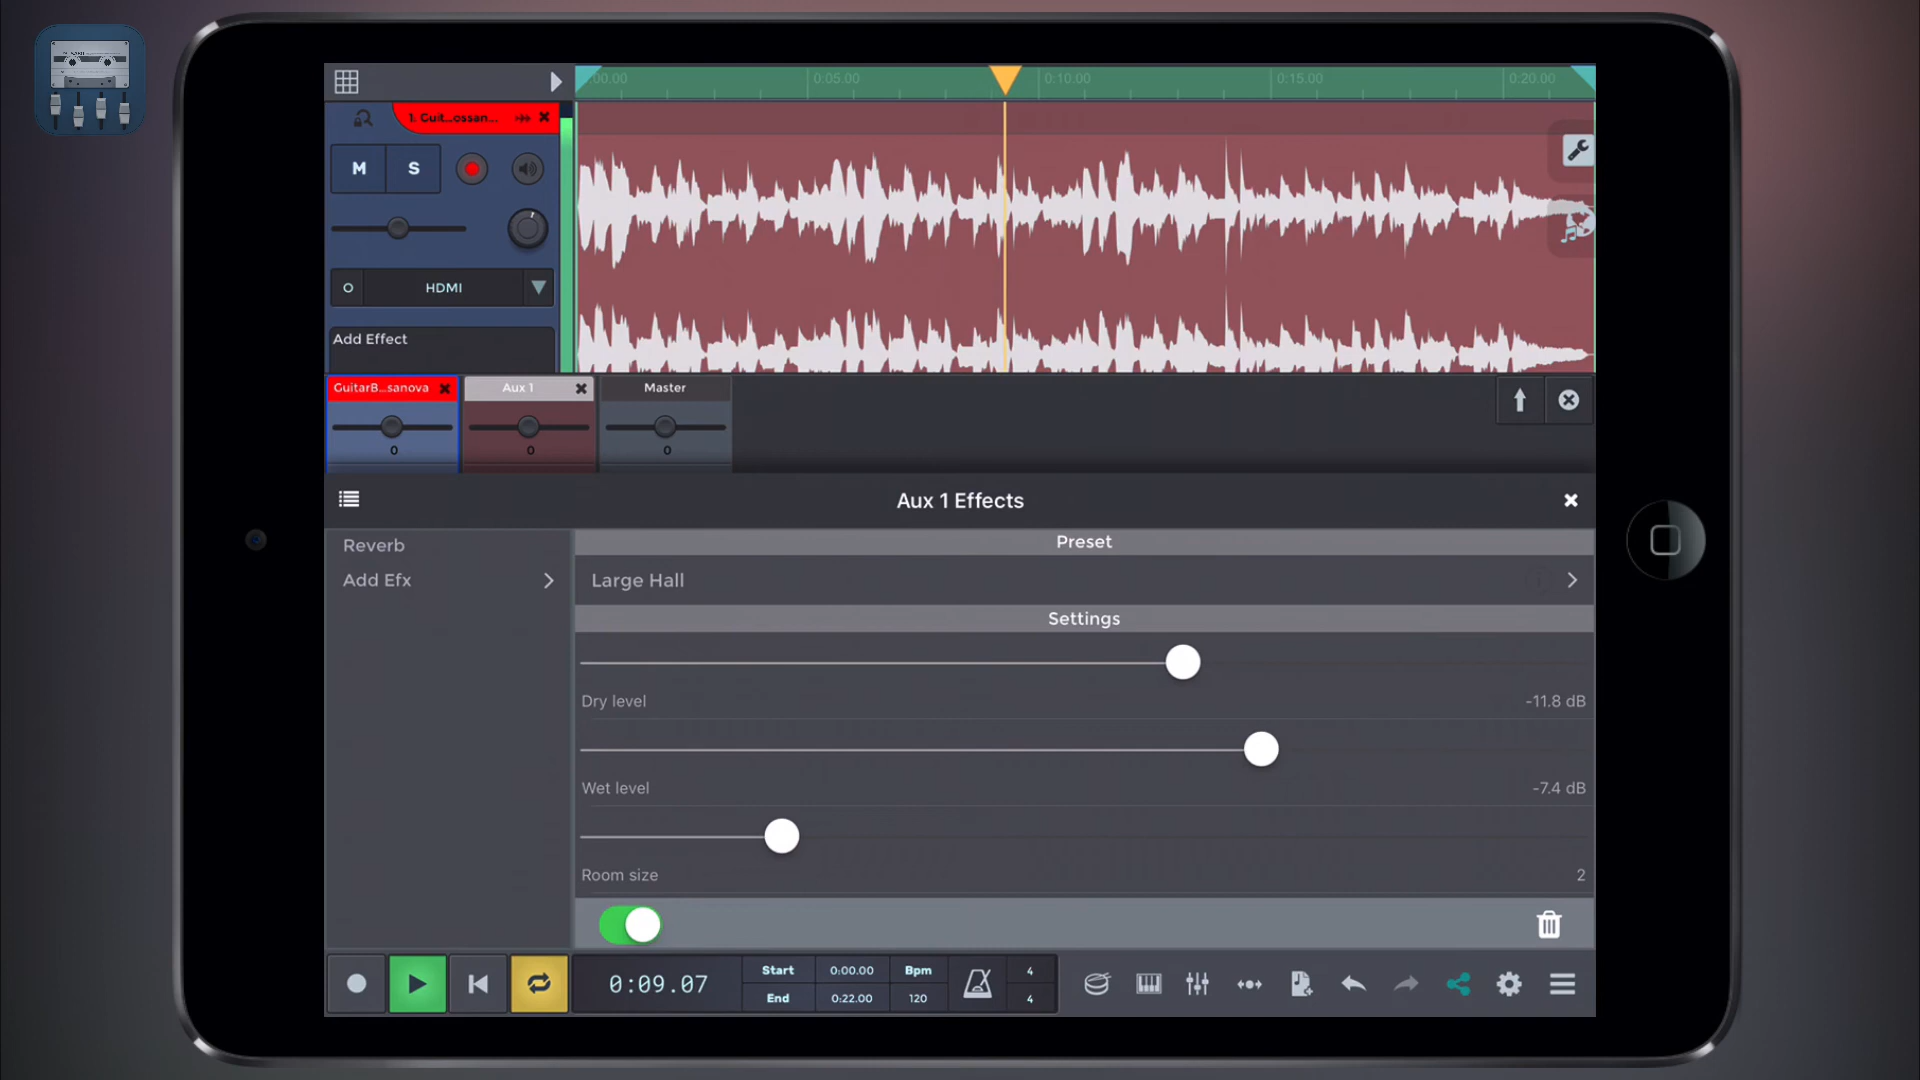 :00.00
0:05.00
0:10.00
0:15.00
0:20.00
1. Guit...ossan...
M
S
HDMI
Add Effect
GuitarB...sanova
Aux 1
Master
0
0
0
Aux 1 Effects
Reverb
Preset
Add Efx
Large Hall
Settings
Dry level
-11.8 dB
Wet level
-7.4 dB
Room size
2
0:09.07
Start
0:00.00
Bpm
4
End
0:22.00
120
4